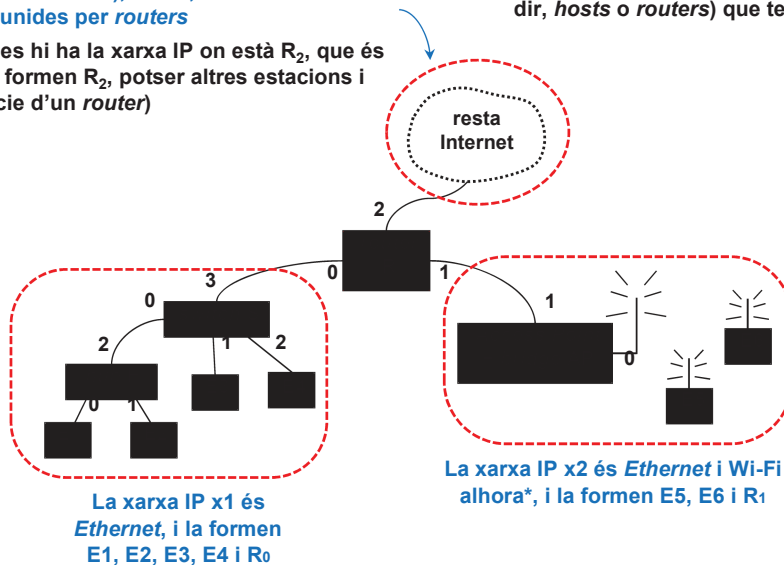 unides per routers
dir, hosts o routers) que te
es hi ha la xarxa IP on està R2, que és
formen R2, potser altres estacions i
cie d'un router)
resta
Internet
2
0
1
3
0
1
2
2
0
1
1
0
La xarxa IP x2 és Ethernet i Wi-Fi
alhora*, i la formen E5, E6 i R1
La xarxa IP x1 és
Ethernet, i la formen
E1, E2, E3, E4 i R0